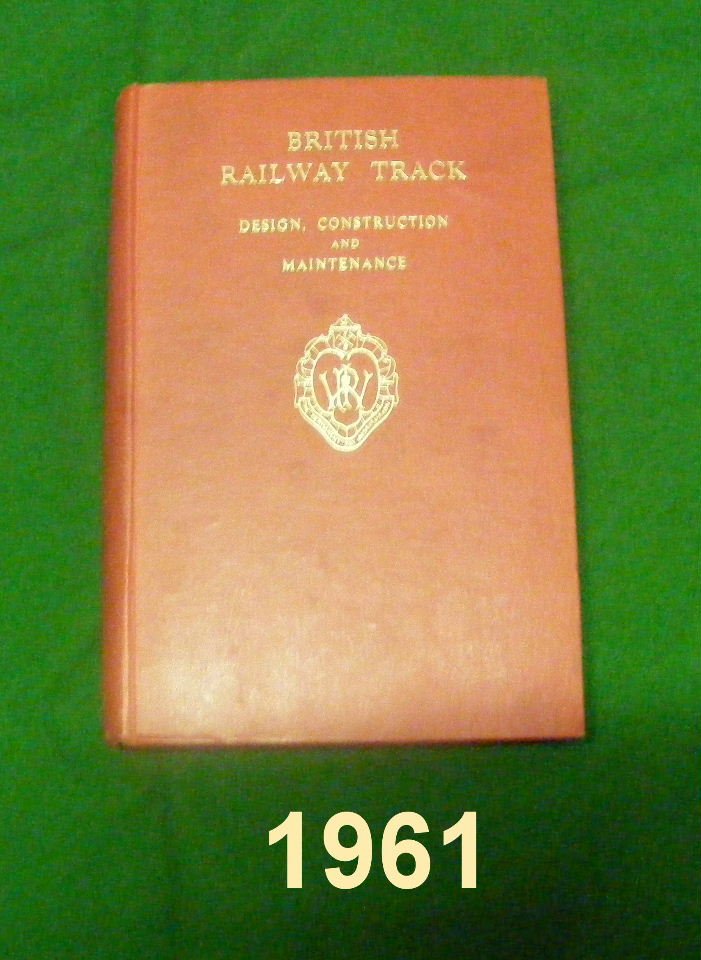 BRITISH
RAILWAY TRACK
DESIGN, CONSTRUCTION
AND
MAINTENANCE
1961